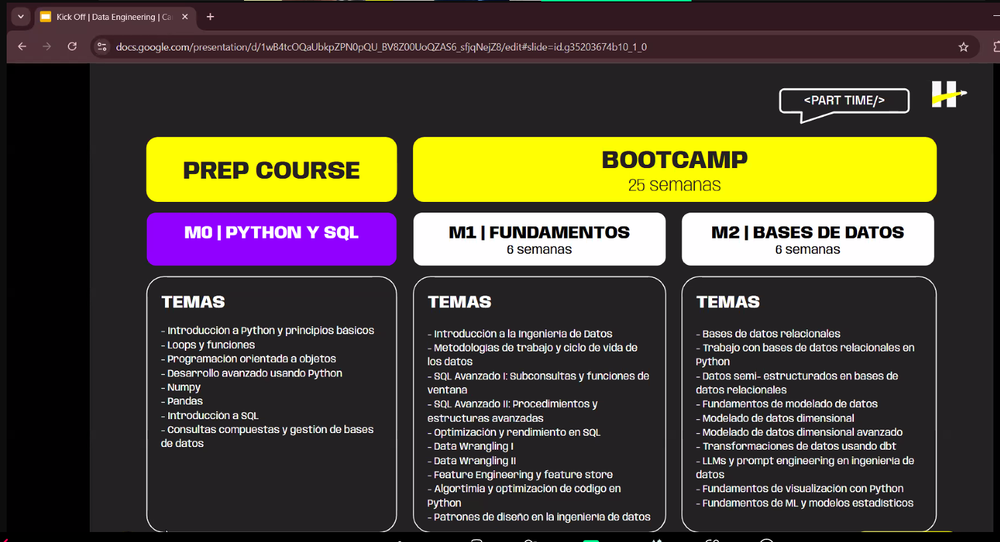 Kick Off | Data Engineering | Ca
docs.google.com/presentation/d/1wB4tcOQaUbkpZPN0pQU_BV8Z00UoQZAS6_sfjqNejZ8/edit#slide=id.g35203674b10_1_0
<PART TIME/>
H
PREP COURSE
BOOTCAMP
25 semanas
M0 | PYTHON Y SQL
M1 | FUNDAMENTOS
6 semanas
M2 | BASES DE DATOS
6 semanas
TEMAS
- Introducción a Python y principios básicos
- Loops y funciones
- Programación orientada a objetos
- Desarrollo avanzado usando Python
- Numpy
- Pandas
- Introducción a SQL
- Consultas compuestas y gestión de bases
de datos
TEMAS
- Introducción a la Ingeniería de Datos
- Metodologías de trabajo y ciclo de vida de
los datos
- SQL Avanzado I: Subconsultas y funciones de
ventana
- SQL Avanzado II: Procedimientos y
estructuras avanzadas
- Optimización y rendimiento en SQL
- Data Wrangling I
- Data Wrangling II
- Feature Engineering y feature store
- Algortimia y optimización de código en
Python
- Patrones de diseño en la ingeniería de datos
TEMAS
- Bases de datos relacionales
- Trabajo con bases de datos relacionales en
Python
- Datos semi- estructurados en bases de
datos relacionales
- Fundamentos de modelado de datos
- Modelado de datos dimensional
- Modelado de datos dimensional avanzado
- Transformaciones de datos usando dbt
- LLMs y prompt engineering en ingeniería de
datos
- Fundamentos de visualización con Python
- Fundamentos de ML y modelos estadísticos